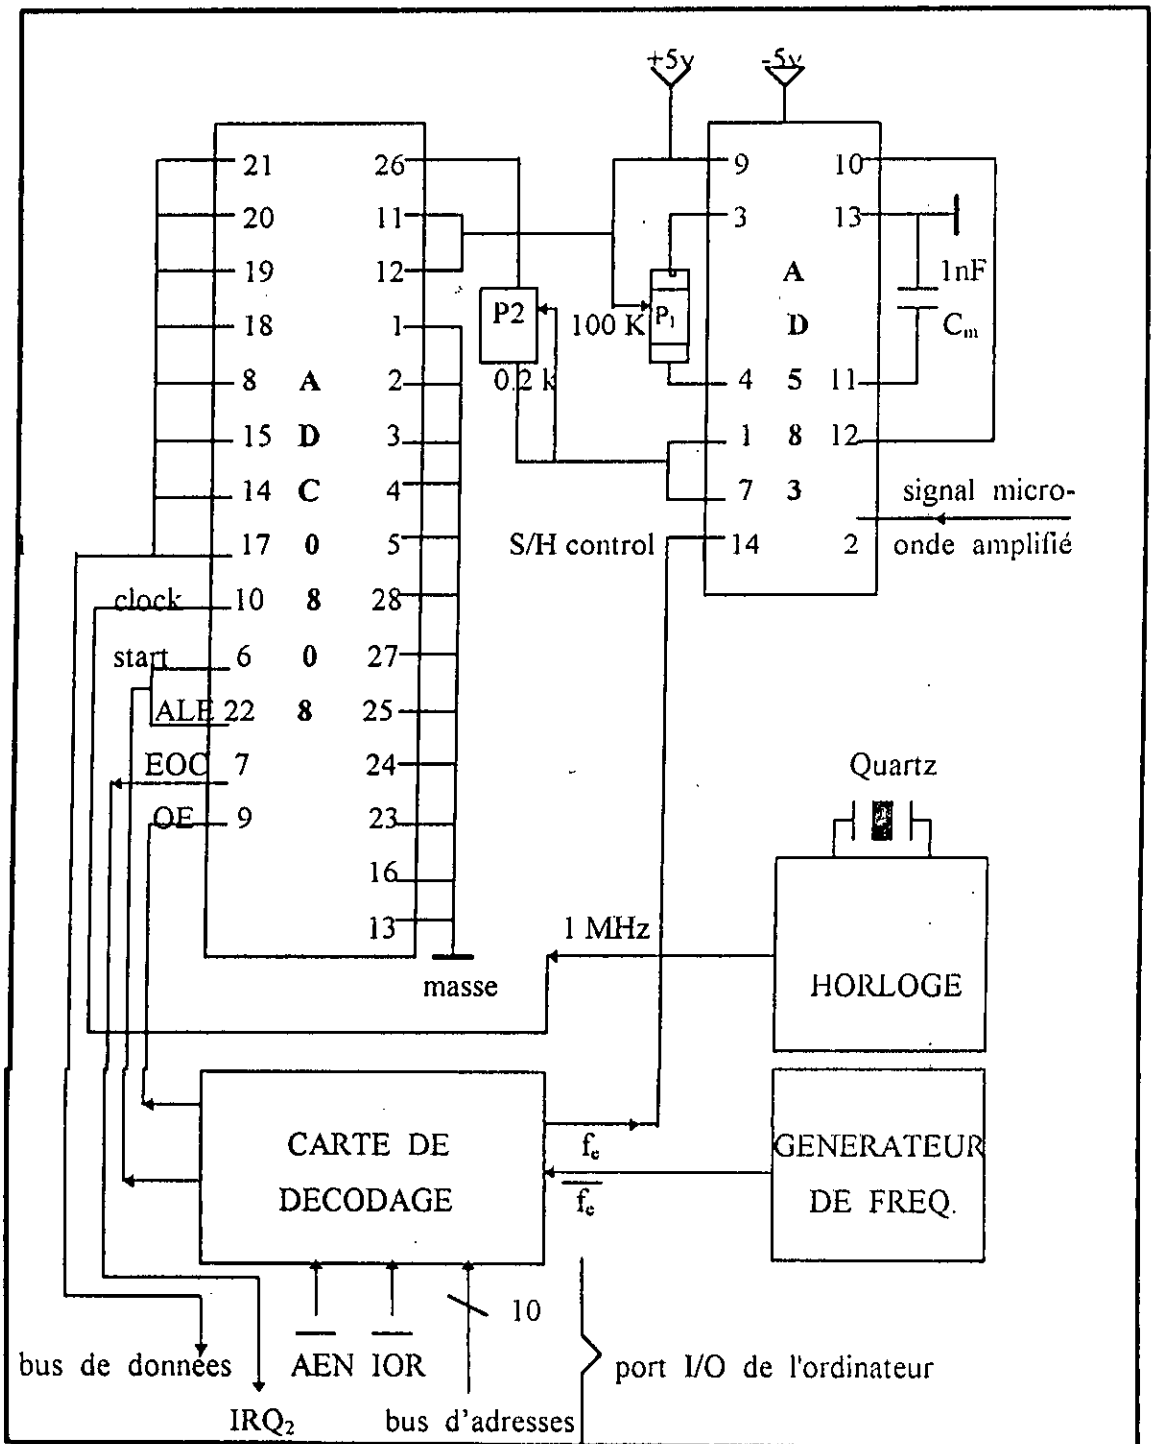 +5v -5v
21 26 9 10
20 11 3 13
19 12 A 1nF
18 1 P2 100 K P1 D Cm
8 A 2 0.2 k 4 5 11
15 D 3 1 8 12
14 C 4 7 3 signal micro-
17 0 5 S/H control 14 2 onde amplifié
clock 10 8 28
start 6 0 27
ALE 22 8 25
EOC 7 24 Quartz
OE 9 23
16
13 1 MHz
masse HORLOGE
CARTE DE fe GENERATEUR
DECODAGE fe DE FREQ.
10
bus de données AEN IOR port I/O de l'ordinateur
IRQ2 bus d'adresses